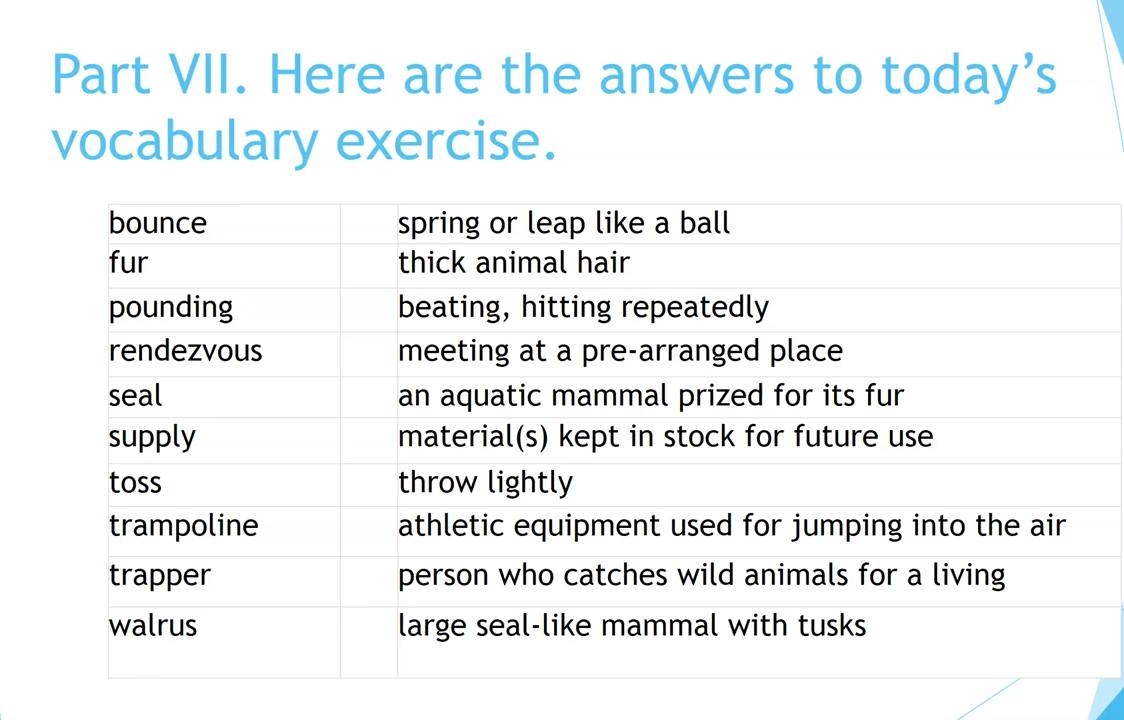 Part VII. Here are the answers to today’s
vocabulary exercise.
bounce spring or leap like a ball
fur thick animal hair
pounding beating, hitting repeatedly
rendezvous meeting at a pre-arranged place
seal an aquatic mammal prized for its fur
supply material(s) kept in stock for future use
toss throw lightly
trampoline athletic equipment used for jumping into the air
trapper person who catches wild animals for a living
walrus large seal-like mammal with tusks